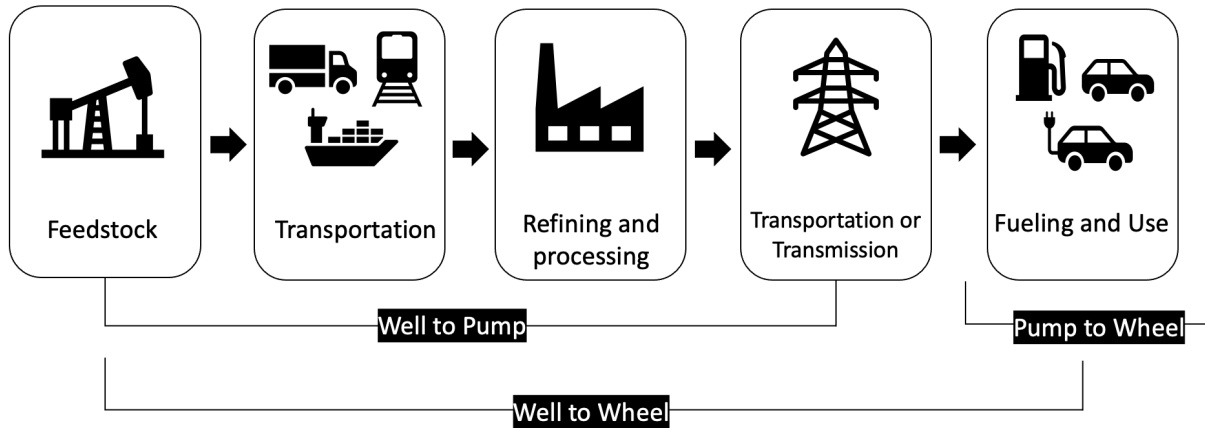 Feedstock
Transportation
Refining and
processing
Transportation or
Transmission
Fueling and Use
Well to Pump
Pump to Wheel
Well to Wheel